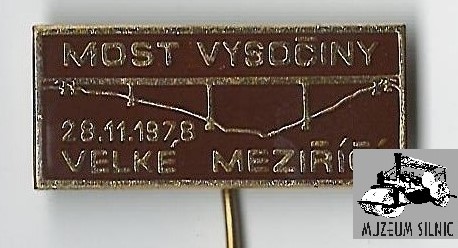 MOST VYSOČINY
28.11.1978
VELKÉ MEZIŘÍČÍ
MUZEUM SILNIC